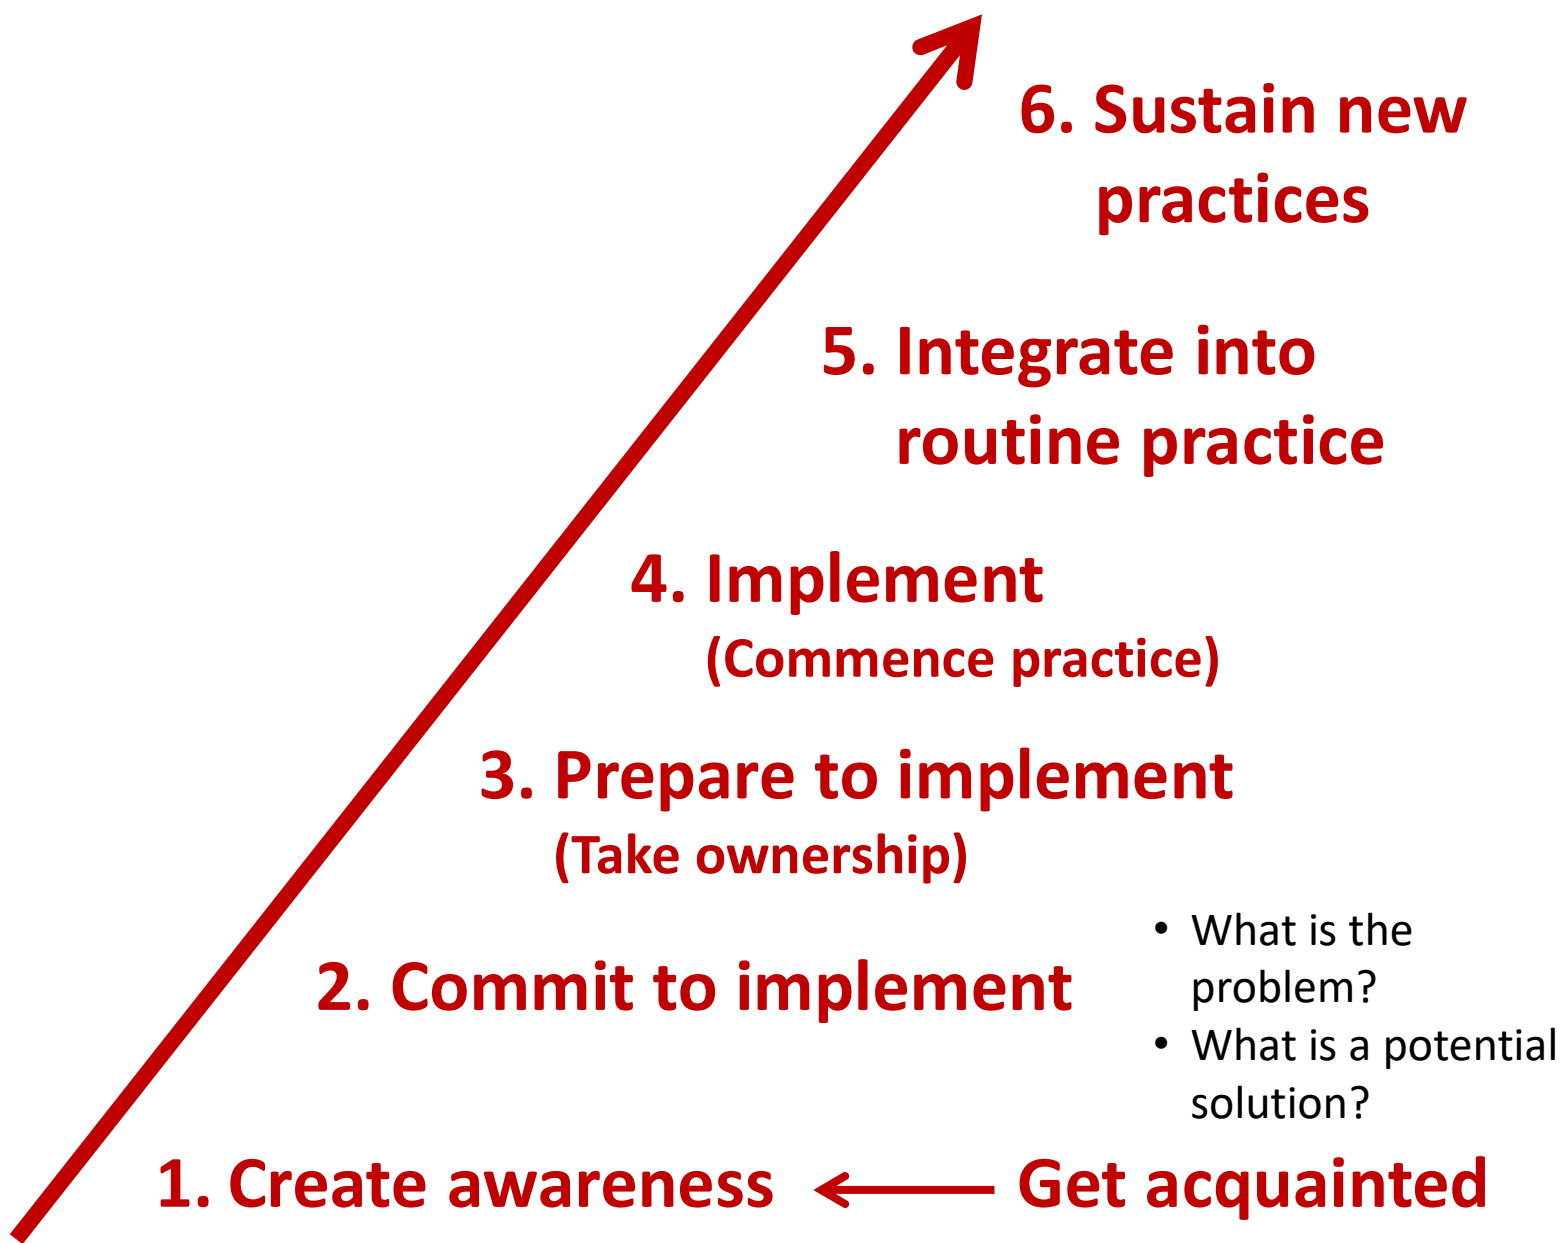 6. Sustain new
practices
5. Integrate into
routine practice
4. Implement
(Commence practice)
3. Prepare to implement
(Take ownership)
• What is the
problem?
2. Commit to implement
• What is a potential
solution?
1. Create awareness
Get acquainted